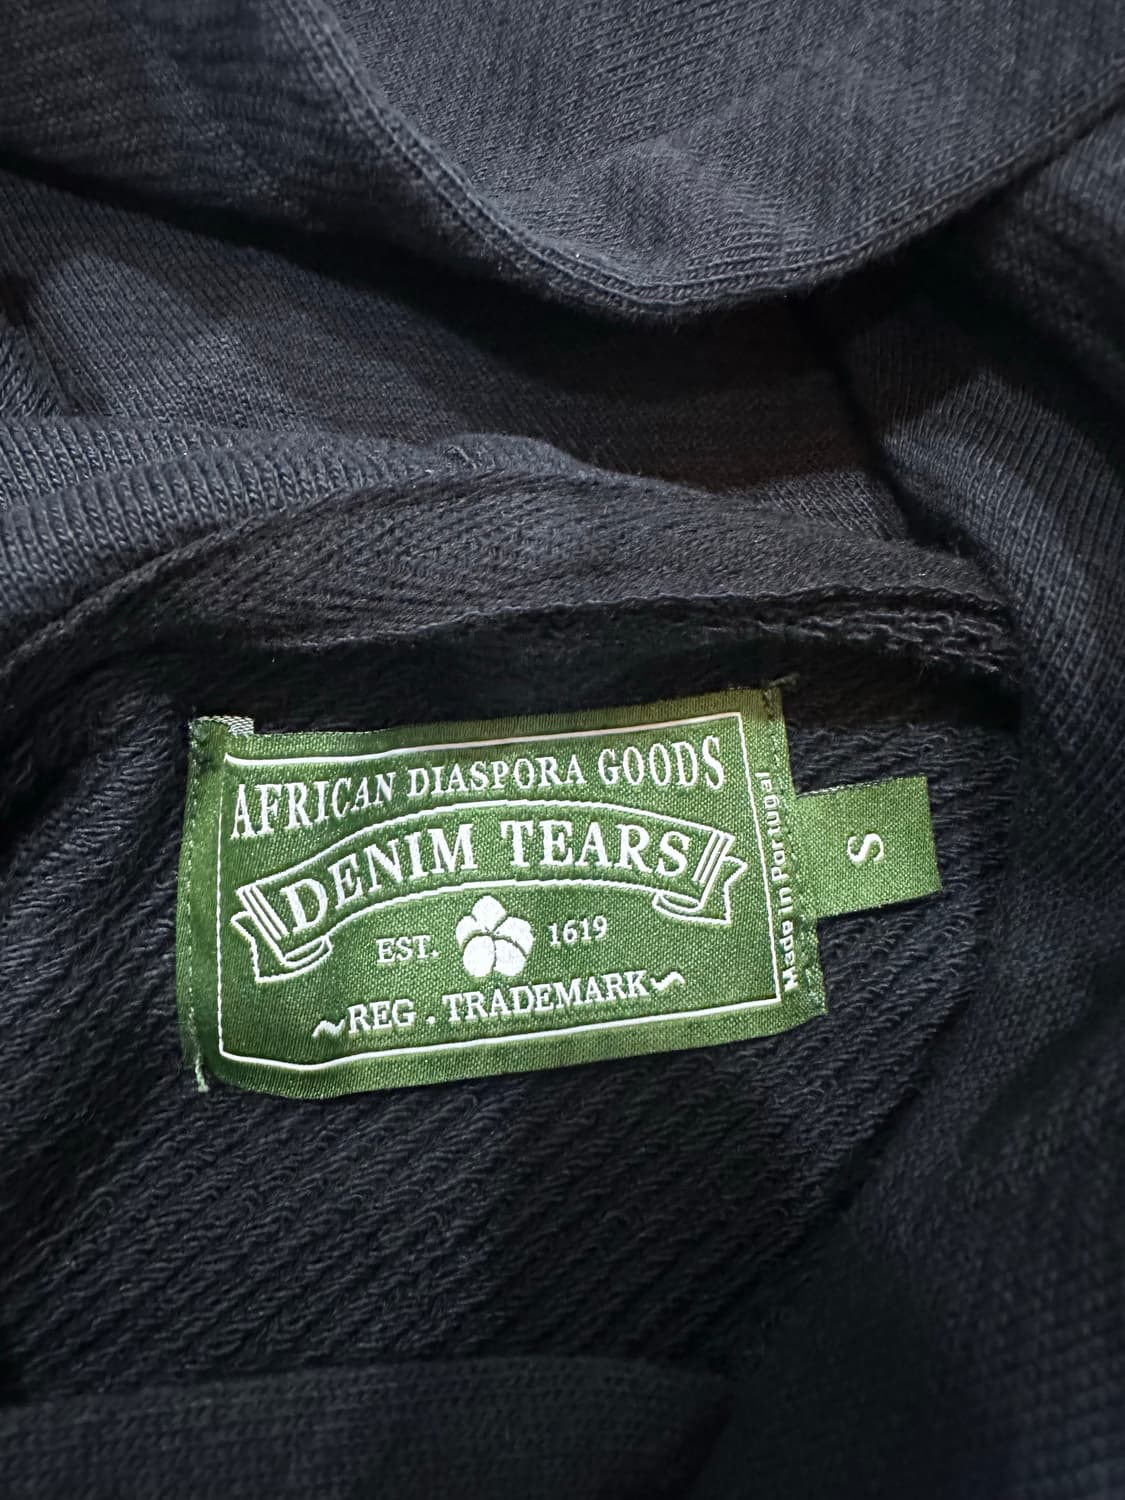 AFRICAN DIASPORA GOODS
DENIM TEARS
EST. 1619
~REG . TRADEMARK~
Made in Portugal
S